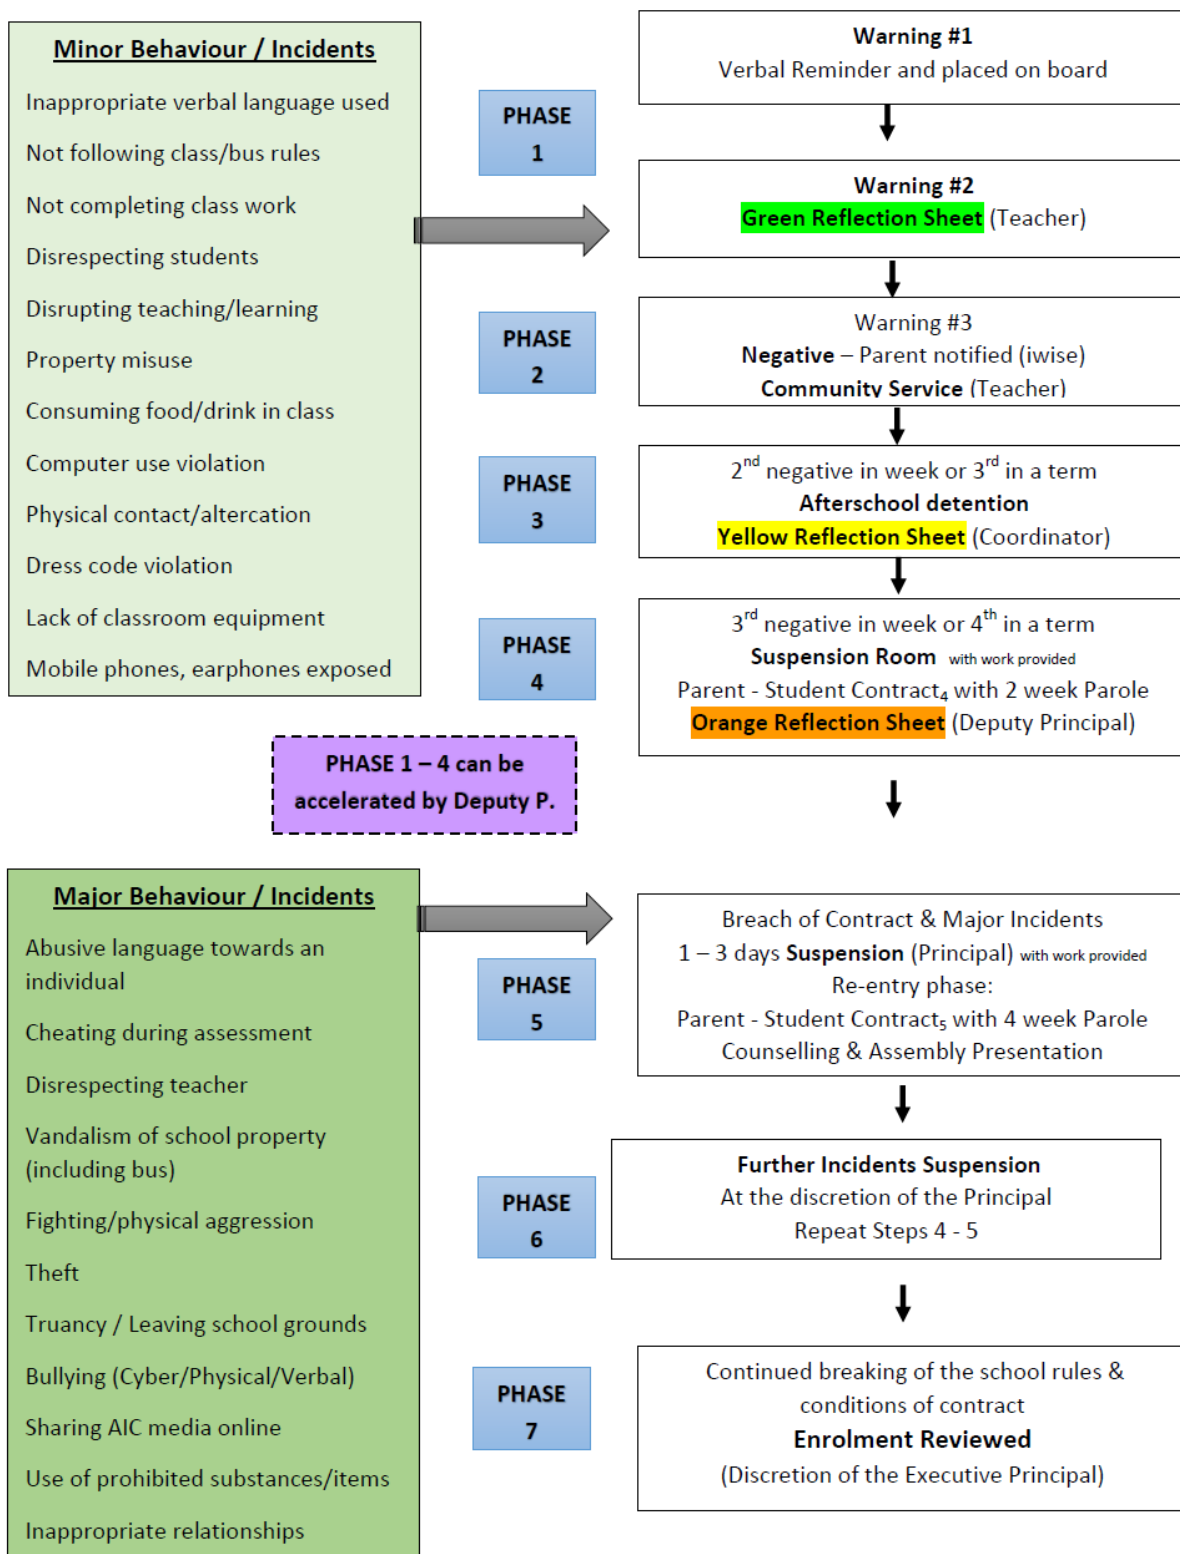 Minor Behaviour / Incidents
Inappropriate verbal language used
Not following class/bus rules
Not completing class work
Disrespecting students
Disrupting teaching/learning
Property misuse
Consuming food/drink in class
Computer use violation
Physical contact/altercation
Dress code violation
Lack of classroom equipment
Mobile phones, earphones exposed
PHASE
1
Warning #1
Verbal Reminder and placed on board
Warning #2
Green Reflection Sheet (Teacher)
PHASE
2
Warning #3
Negative – Parent notified (iwise)
Community Service (Teacher)
PHASE
3
2nd negative in week or 3rd in a term
Afterschool detention
Yellow Reflection Sheet (Coordinator)
PHASE
4
3rd negative in week or 4th in a term
Suspension Room with work provided
Parent - Student Contract4 with 2 week Parole
Orange Reflection Sheet (Deputy Principal)
PHASE 1 – 4 can be
accelerated by Deputy P.
Major Behaviour / Incidents
Abusive language towards an
individual
Cheating during assessment
Disrespecting teacher
Vandalism of school property
(including bus)
Fighting/physical aggression
Theft
Truancy / Leaving school grounds
Bullying (Cyber/Physical/Verbal)
Sharing AIC media online
Use of prohibited substances/items
Inappropriate relationships
PHASE
5
Breach of Contract & Major Incidents
1 – 3 days Suspension (Principal) with work provided
Re-entry phase:
Parent - Student Contract5 with 4 week Parole
Counselling & Assembly Presentation
PHASE
6
Further Incidents Suspension
At the discretion of the Principal
Repeat Steps 4 - 5
PHASE
7
Continued breaking of the school rules &
conditions of contract
Enrolment Reviewed
(Discretion of the Executive Principal)